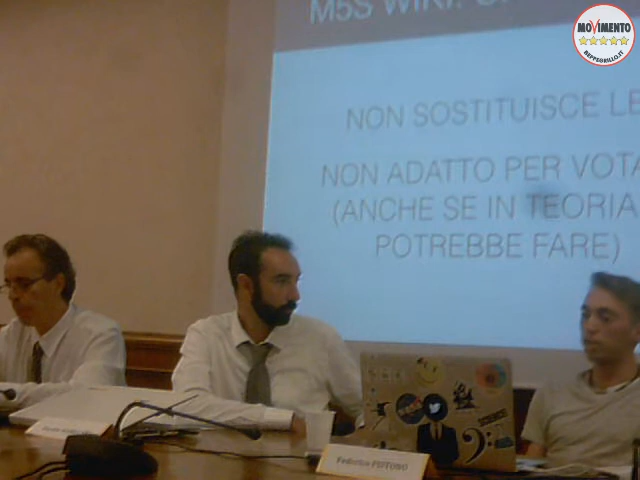 M5S WIKI:
MOVIMENTO
BEPPEGRILLO.IT
NON SOSTITUISCE LE
NON ADATTO PER VOTA
(ANCHE SE IN TEORIA
POTREBBE FARE)
Federico PISTONO